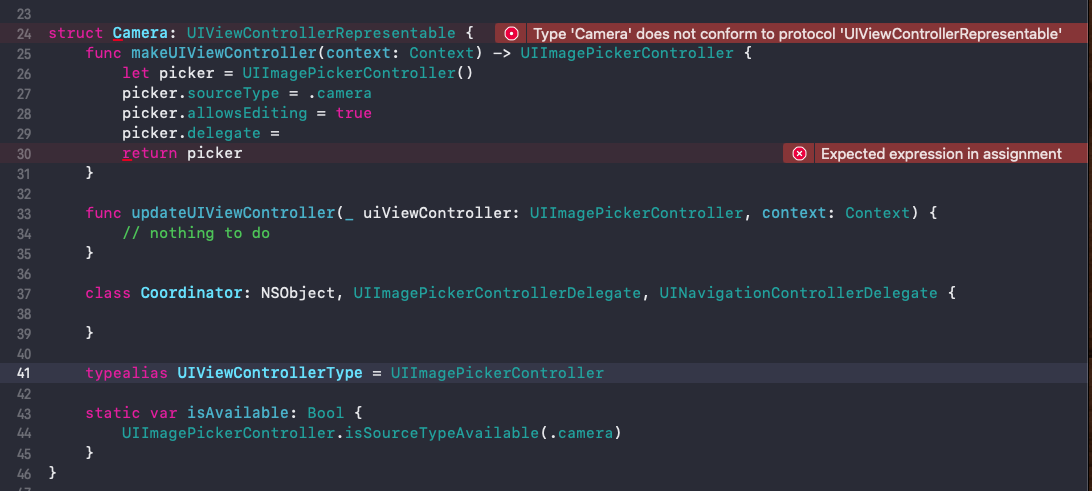 23
24 struct Camera: UIViewControllerRepresentable { Type 'Camera' does not conform to protocol 'UIViewControllerRepresentable'
25     func makeUIViewController(context: Context) -> UIImagePickerController {
26         let picker = UIImagePickerController()
27         picker.sourceType = .camera
28         picker.allowsEditing = true
29         picker.delegate =
30         return picker Expected expression in assignment
31     }
32
33     func updateUIViewController(_ uiViewController: UIImagePickerController, context: Context) {
34         // nothing to do
35     }
36
37     class Coordinator: NSObject, UIImagePickerControllerDelegate, UINavigationControllerDelegate {
38
39     }
40
41     typealias UIViewControllerType = UIImagePickerController
42
43     static var isAvailable: Bool {
44         UIImagePickerController.isSourceTypeAvailable(.camera)
45     }
46 }
47